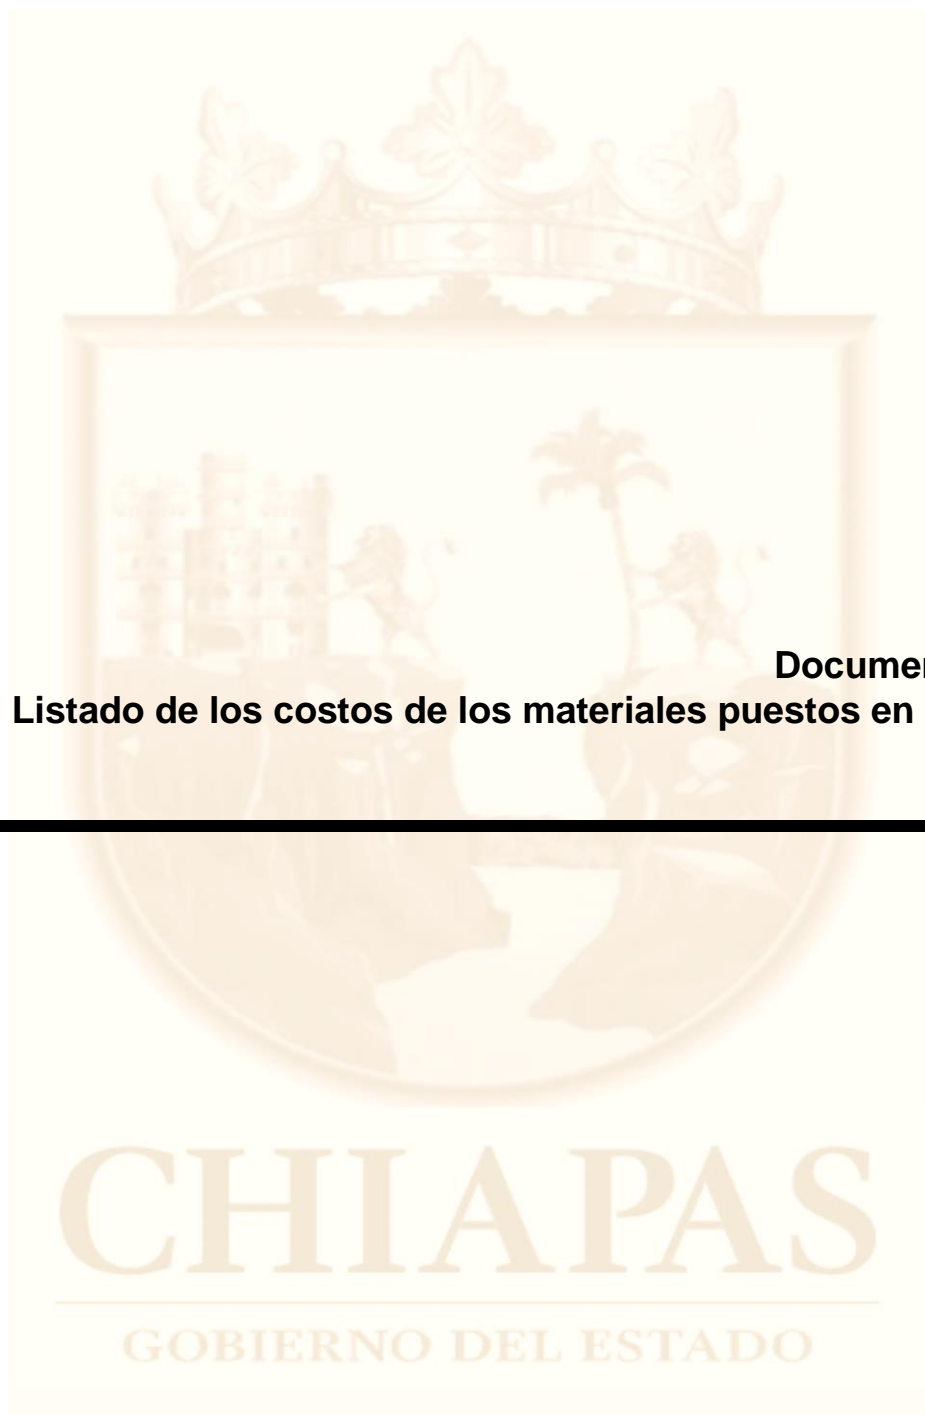 Documen
Listado de los costos de los materiales puestos en
CHIAPAS
GOBIERNO DEL ESTADO